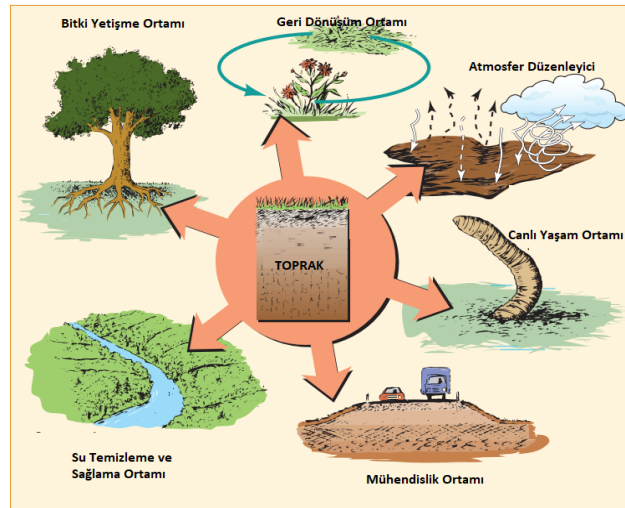 Bitki Yetişme Ortamı
Geri Dönüşüm Ortamı
Atmosfer Düzenleyici
Canlı Yaşam Ortamı
TOPRAK
Su Temizleme ve
Sağlama Ortamı
Mühendislik Ortamı